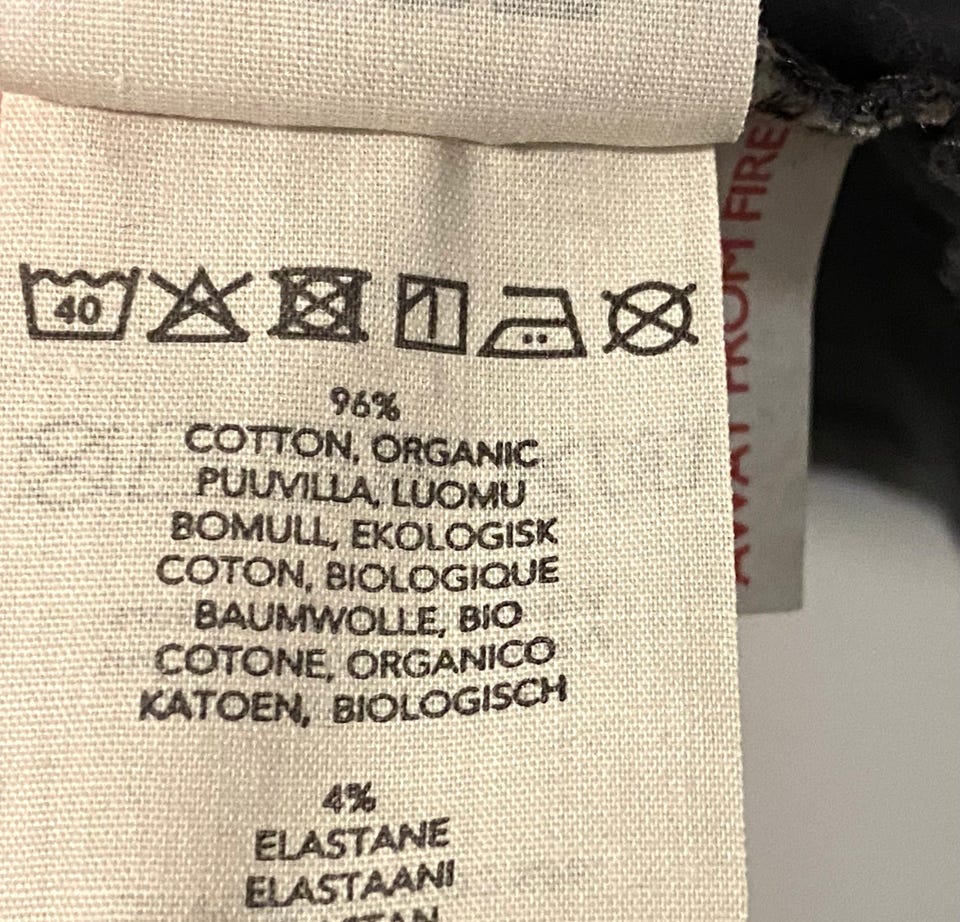 40
96%
COTTON, ORGANIC
PUUVILLA, LUOMU
BOMULL, EKOLOGISK
COTON, BIOLOGIQUE
BAUMWOLLE, BIO
COTONE, ORGANICO
KATOEN, BIOLOGISCH
4%
ELASTANE
ELASTAANI
AWAY FROM FIRE